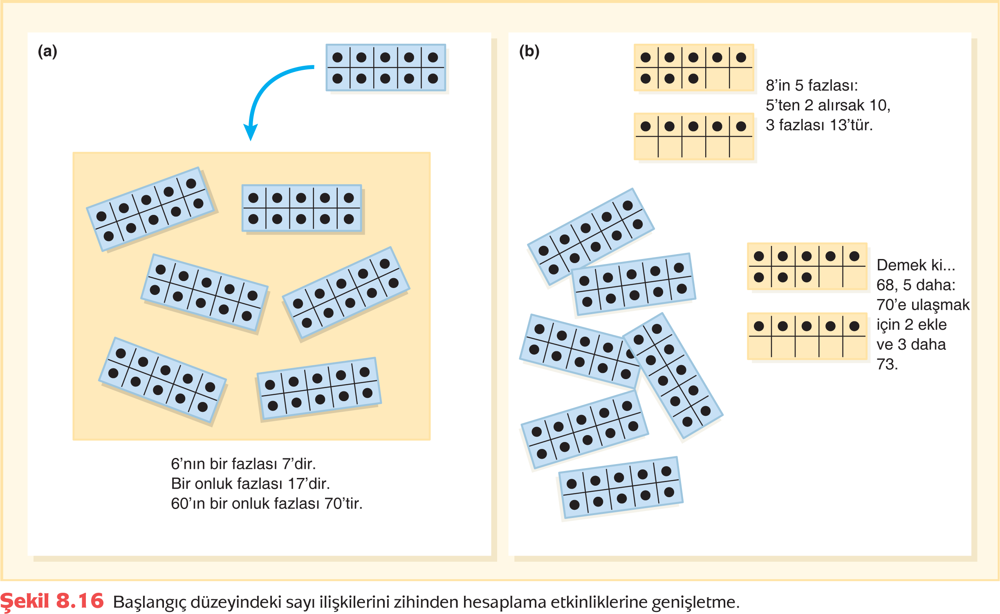 (a)
6’nın bir fazlası 7’dir.
Bir onluk fazlası 17’dir.
60’ın bir onluk fazlası 70’tir.
(b)
8’in 5 fazlası:
5’ten 2 alırsak 10,
3 fazlası 13’tür.
Demek ki...
68, 5 daha:
70’e ulaşmak
için 2 ekle
ve 3 daha
73.
Şekil 8.16 Başlangıç düzeyindeki sayı ilişkilerini zihinden hesaplama etkinliklerine genişletme.